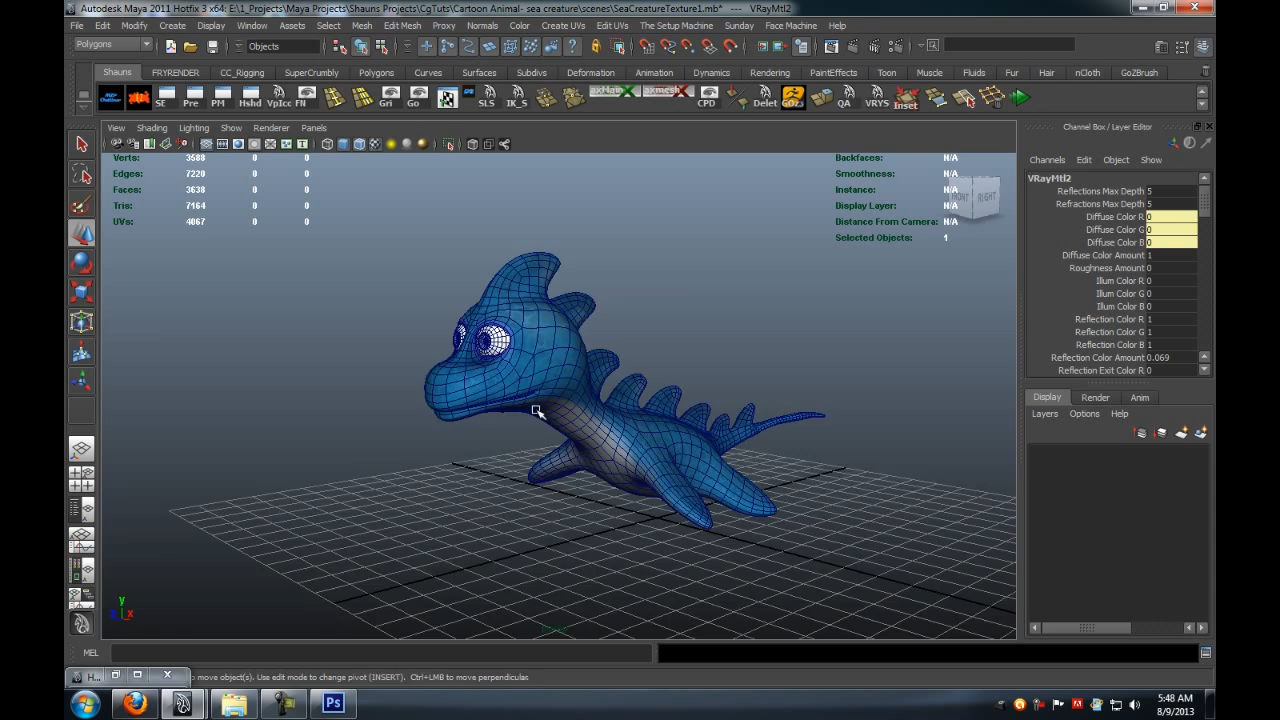 Autodesk Maya 2011 Hotfix 3 x64: E:\1_Projects\Maya Projects\Shauns Projects\CgTuts\Cartoon Animal- sea creature\scenes\SeaCreatureTexture1.mb* --- VRayMtl2
File Edit Modify Create Display Window Assets Select Mesh Edit Mesh Proxy Normals Color Create UVs Edit UVs The Setup Machine Sunday Face Machine Help
Polygons Objects
Shauns FRYRENDER CC_Rigging SuperCrumbly Polygons Curves Surfaces Subdivs Deformation Animation Dynamics Rendering PaintEffects Toon Muscle Fluids Fur Hair nCloth GoZBrush
SE Pre PM Hshd VpIcc FN Gri Go SLS IK_S axMain axmesh CPD Delet GOzs QA VRYS Inset
View Shading Lighting Show Renderer Panels
Channel Box / Layer Editor
Channels Edit Object Show
Verts: 3588 0 0
Edges: 7220 0 0
Faces: 3638 0 0
Tris: 7164 0 0
UVs: 4067 0 0
Backfaces: N/A
Smoothness: N/A
Instance: N/A
Display Layer: N/A
Distance From Camera: N/A
Selected Objects: 1
FRONT RIGHT
VRayMtl2
Reflections Max Depth 5
Refractions Max Depth 5
Diffuse Color R 0
Diffuse Color G 0
Diffuse Color B 0
Diffuse Color Amount 1
Roughness Amount 0
Illum Color R 0
Illum Color G 0
Illum Color B 0
Reflection Color R 1
Reflection Color G 1
Reflection Color B 1
Reflection Color Amount 0.069
Reflection Exit Color R 0
Display Render Anim
Layers Options Help
y
x
MEL
H... to move object(s). Use edit mode to change pivot (INSERT). Ctrl+LMB to move perpendicular
Ps
5:48 AM
8/9/2013